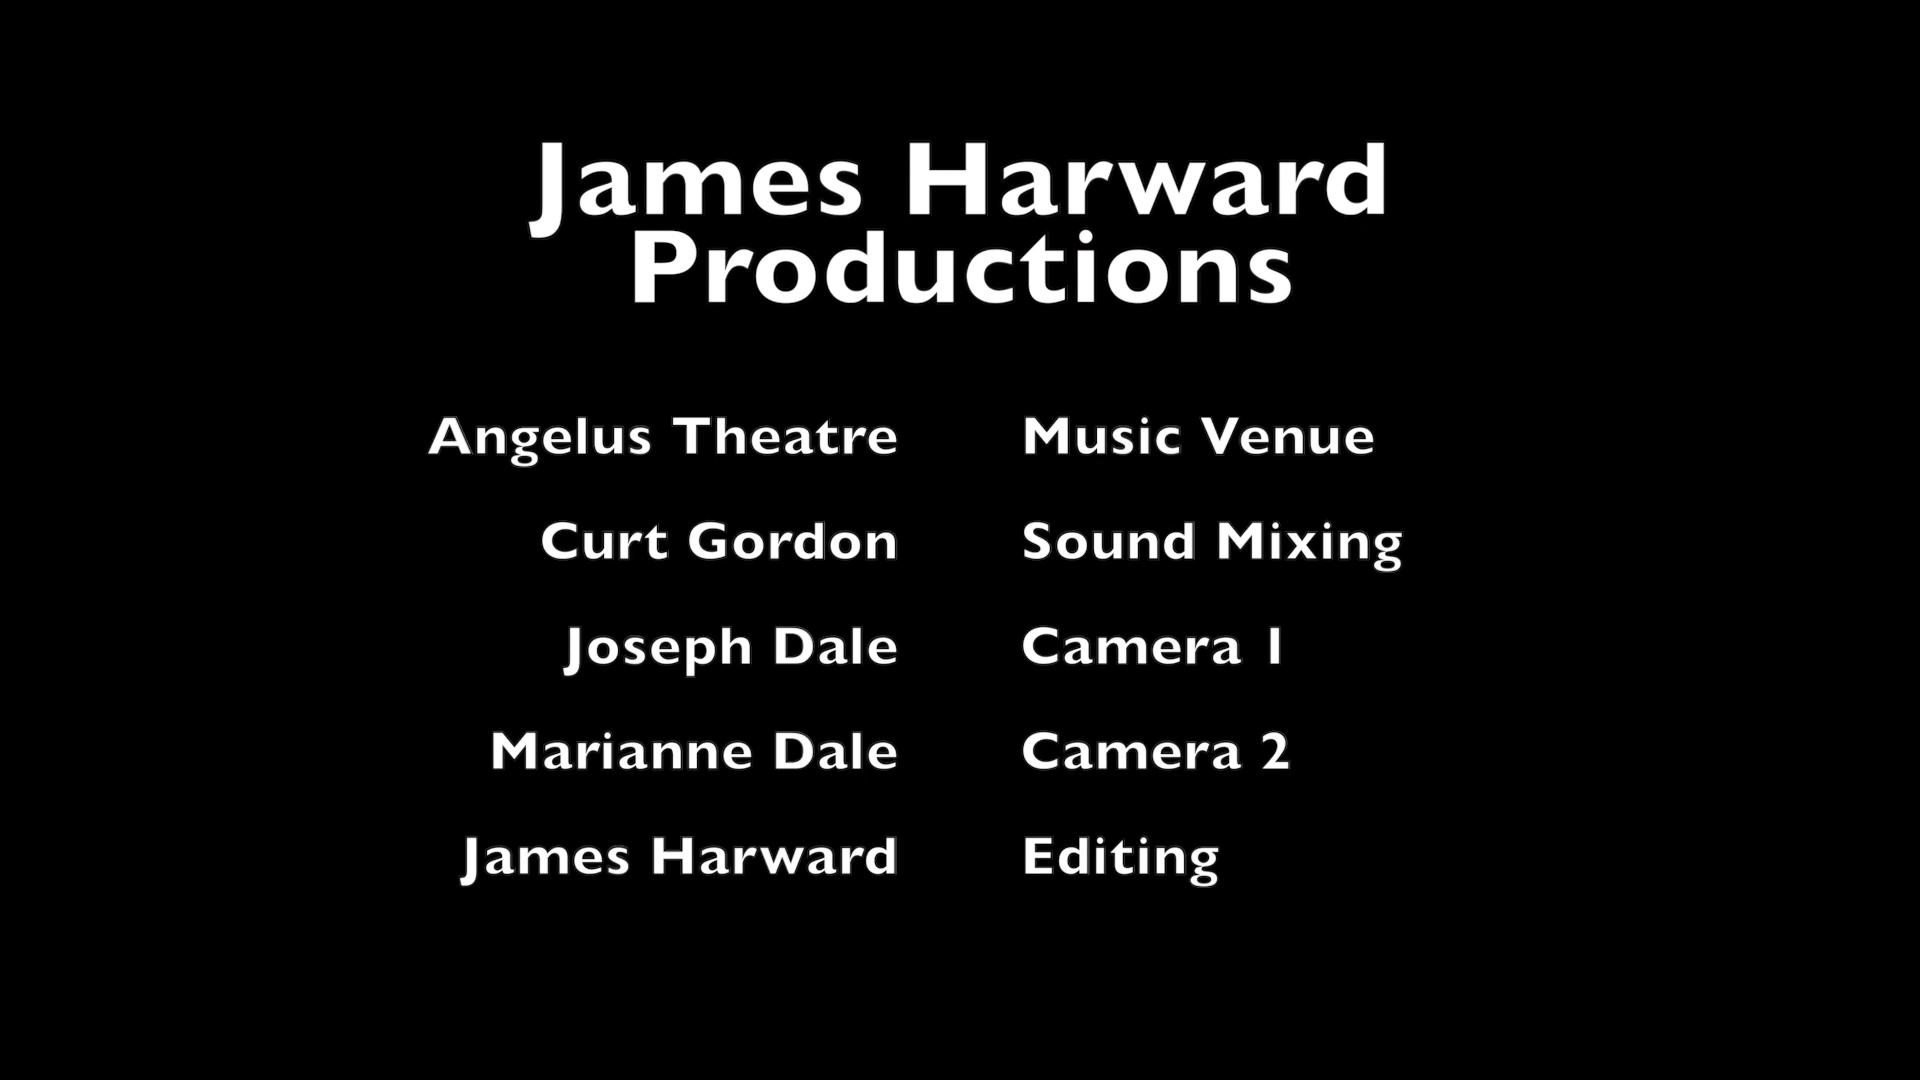 James Harward
Productions
Angelus Theatre Music Venue
Curt Gordon Sound Mixing
Joseph Dale Camera 1
Marianne Dale Camera 2
James Harward Editing